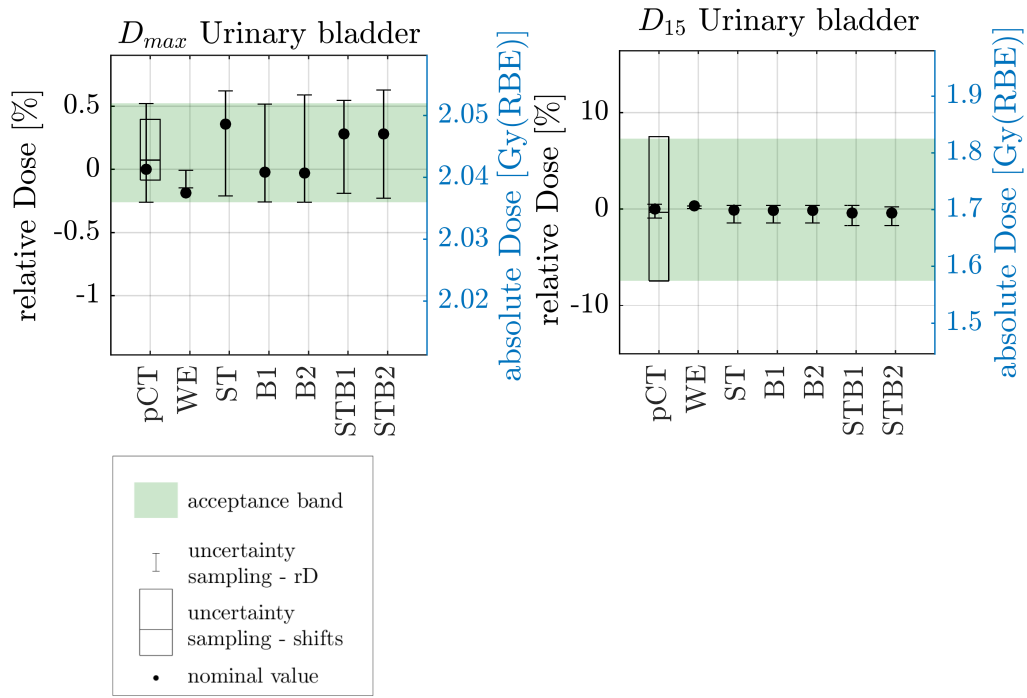 D_max Urinary bladder
relative Dose [%]
0.5
0
-0.5
-1
2.05
2.04
2.03
2.02
absolute Dose [Gy(RBE)]
pCT
WE
ST
B1
B2
STB1
STB2
D_15 Urinary bladder
relative Dose [%]
10
0
-10
1.9
1.8
1.7
1.6
1.5
absolute Dose [Gy(RBE)]
pCT
WE
ST
B1
B2
STB1
STB2
acceptance band
uncertainty
sampling - rD
uncertainty
sampling - shifts
nominal value